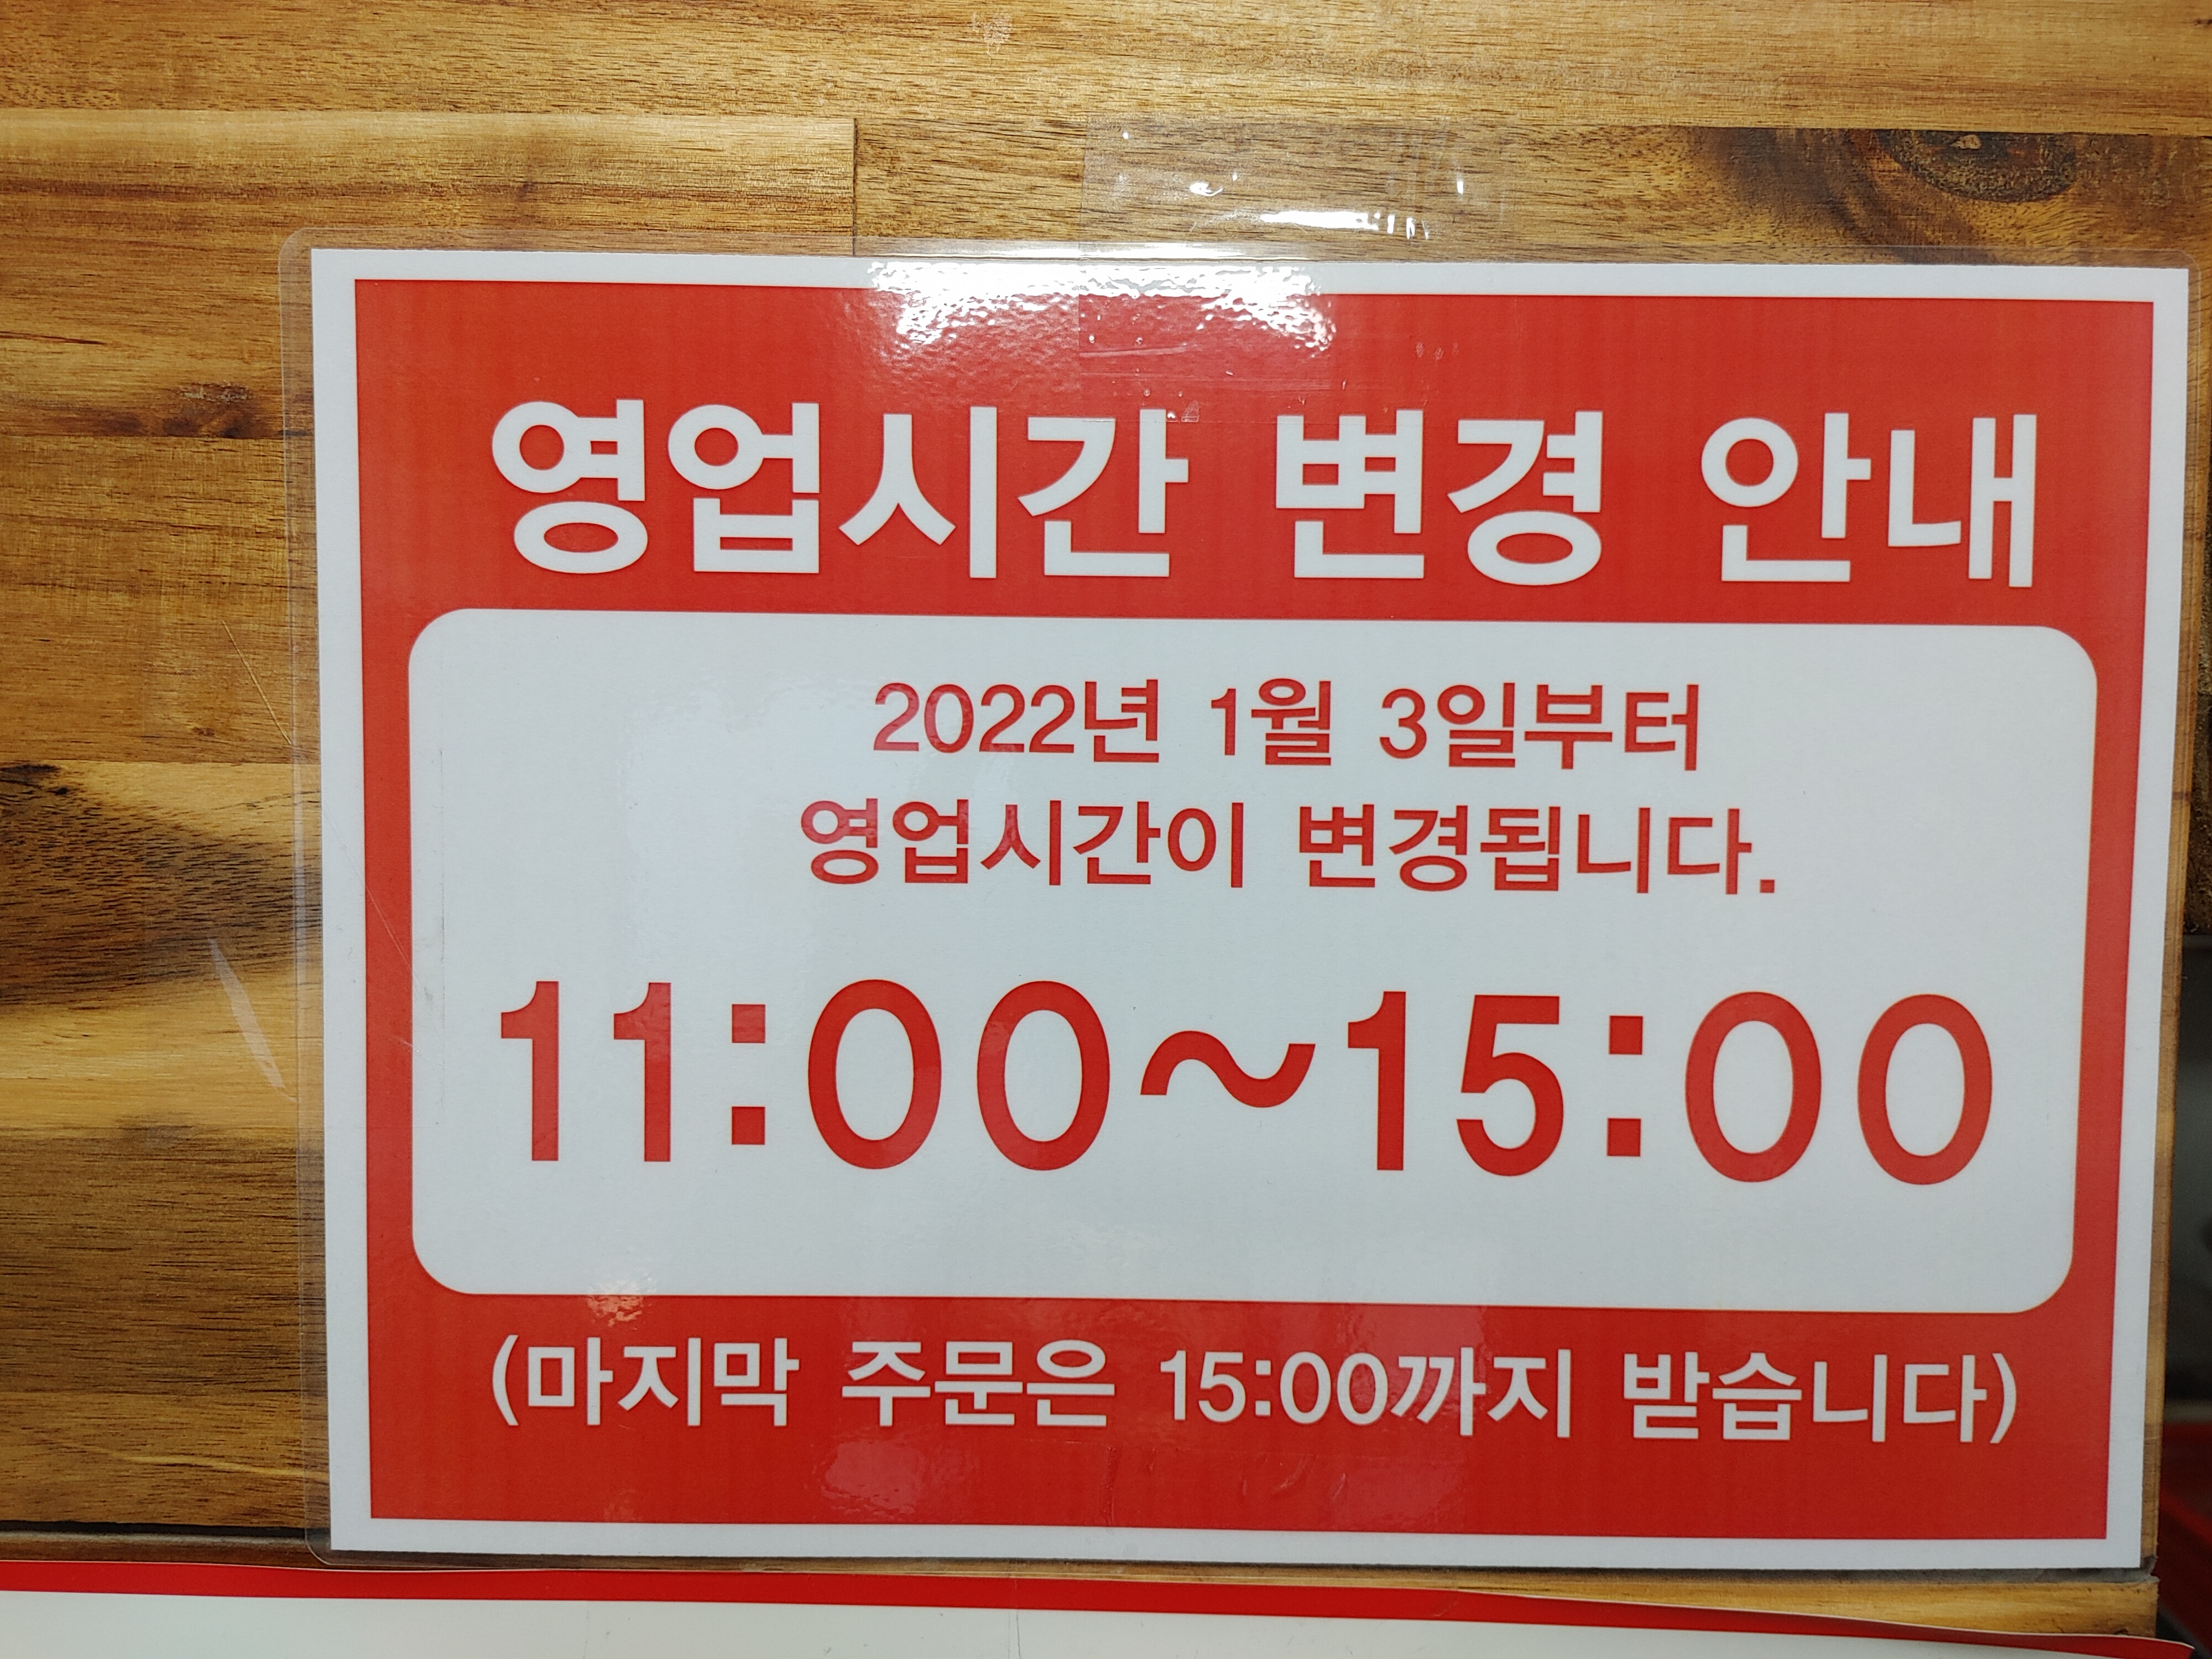 영업시간 변경 안내
2022년 1월 3일부터
영업시간이 변경됩니다.
11:00~15:00
(마지막 주문은 15:00까지 받습니다)